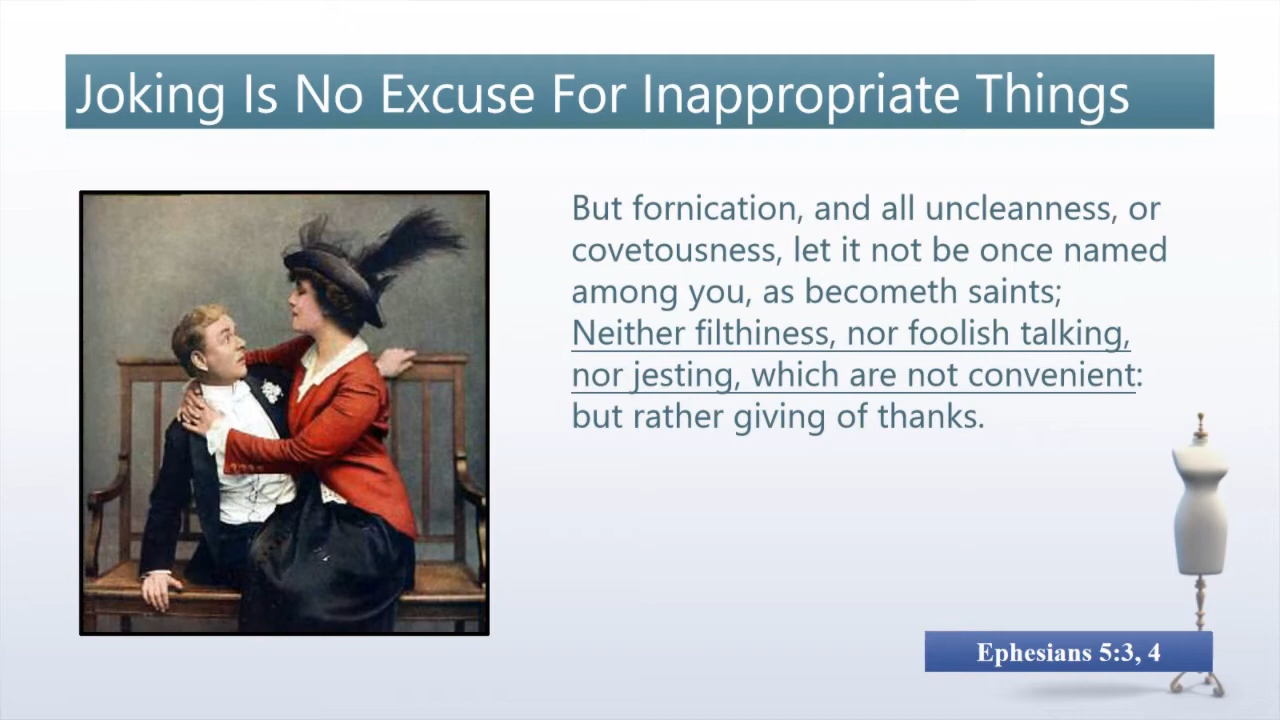 Joking Is No Excuse For Inappropriate Things
But fornication, and all uncleanness, or
covetousness, let it not be once named
among you, as becometh saints;
Neither filthiness, nor foolish talking,
nor jesting, which are not convenient:
but rather giving of thanks.
Ephesians 5:3, 4